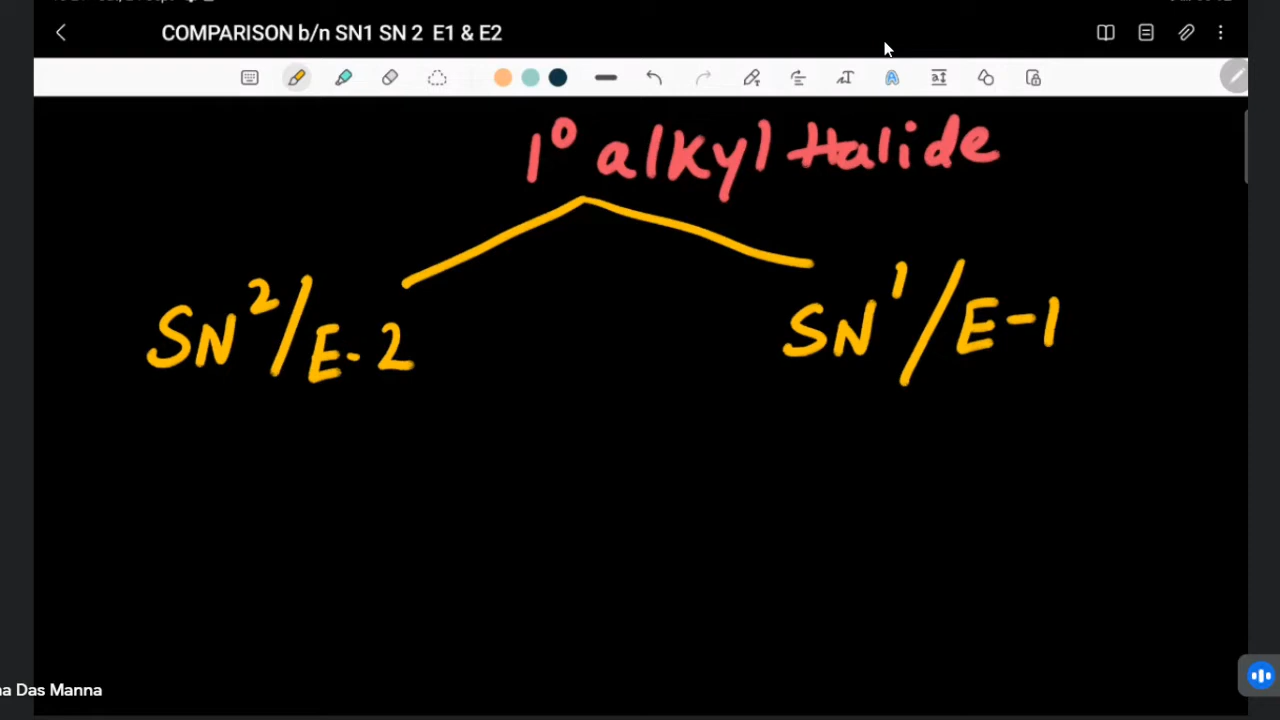 COMPARISON b/n SN1 SN 2 E1 & E2
1° alkyl Halide
SN²/E-2
SN¹/E-1
Das Manna